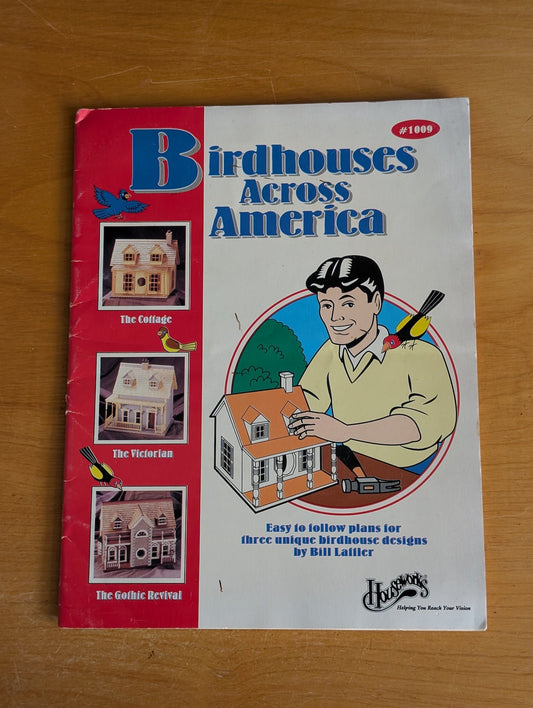 #1009
Birdhouses
Across
America
The Cottage
The Victorian
The Gothic Revival
Easy to follow plans for
three unique birdhouse designs
by Bill Laffler
Houseworks
Helping You Reach Your Vision